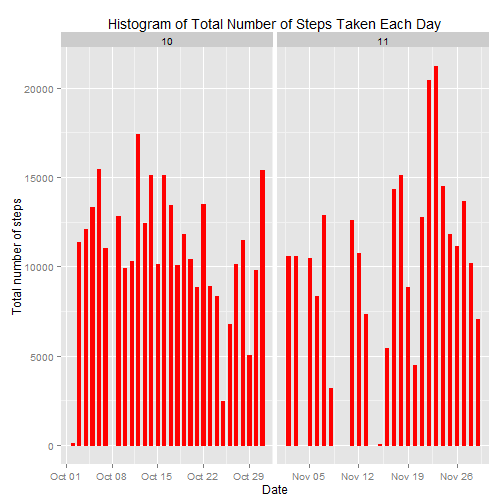 Histogram of Total Number of Steps Taken Each Day
10 11
Total number of steps
20000
15000
10000
5000
0
Oct 01 Oct 08 Oct 15 Oct 22 Oct 29 Nov 05 Nov 12 Nov 19 Nov 26
Date